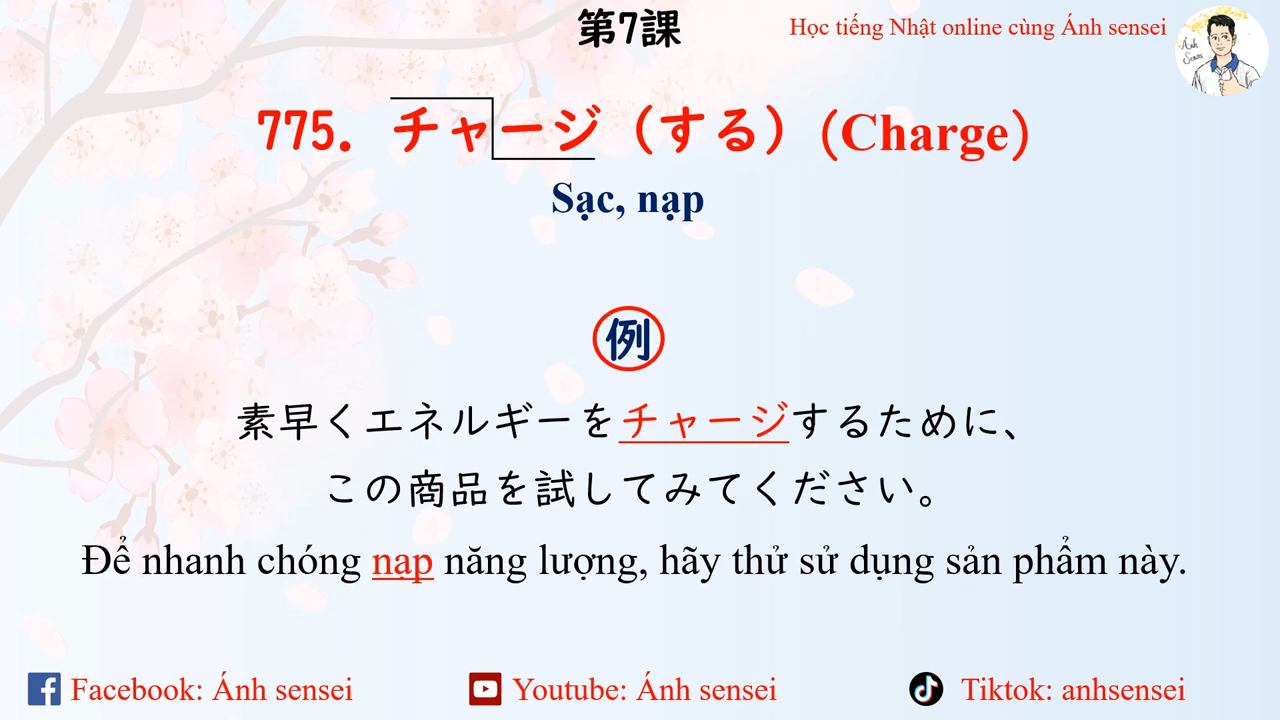 第7課
Học tiếng Nhật online cùng Ánh sensei
Ánh Sensei
775. チャージ（する）(Charge)
Sạc, nạp
例
素早くエネルギーをチャージするために、
この商品を試してみてください。
Để nhanh chóng nạp năng lượng, hãy thử sử dụng sản phẩm này.
Facebook: Ánh sensei
Youtube: Ánh sensei
Tiktok: anhsensei